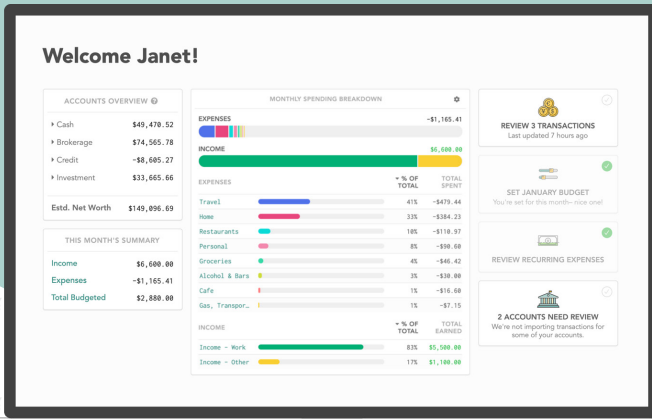 Welcome Janet!
ACCOUNTS OVERVIEW
Cash $49,470.52
Brokerage $74,565.78
Credit -$8,605.27
Investment $33,665.66
Estd. Net Worth $149,096.69
THIS MONTH'S SUMMARY
Income $6,600.00
Expenses -$1,165.41
Total Budgeted $2,880.00
MONTHLY SPENDING BREAKDOWN
EXPENSES -$1,165.41
INCOME $6,600.00
EXPENSES % OF TOTAL TOTAL SPENT
Travel 41% -$479.44
Home 33% -$384.23
Restaurants 10% -$110.97
Personal 8% -$90.60
Groceries 4% -$46.42
Alcohol & Bars 3% -$30.00
Cafe 1% -$16.60
Gas, Transpor… 1% -$7.15
INCOME % OF TOTAL TOTAL EARNED
Income - Work 83% $5,500.00
Income - Other 17% $1,100.00
REVIEW 3 TRANSACTIONS
Last updated 7 hours ago
SET JANUARY BUDGET
You're set for this month– nice one!
REVIEW RECURRING EXPENSES
2 ACCOUNTS NEED REVIEW
We're not importing transactions for
some of your accounts.